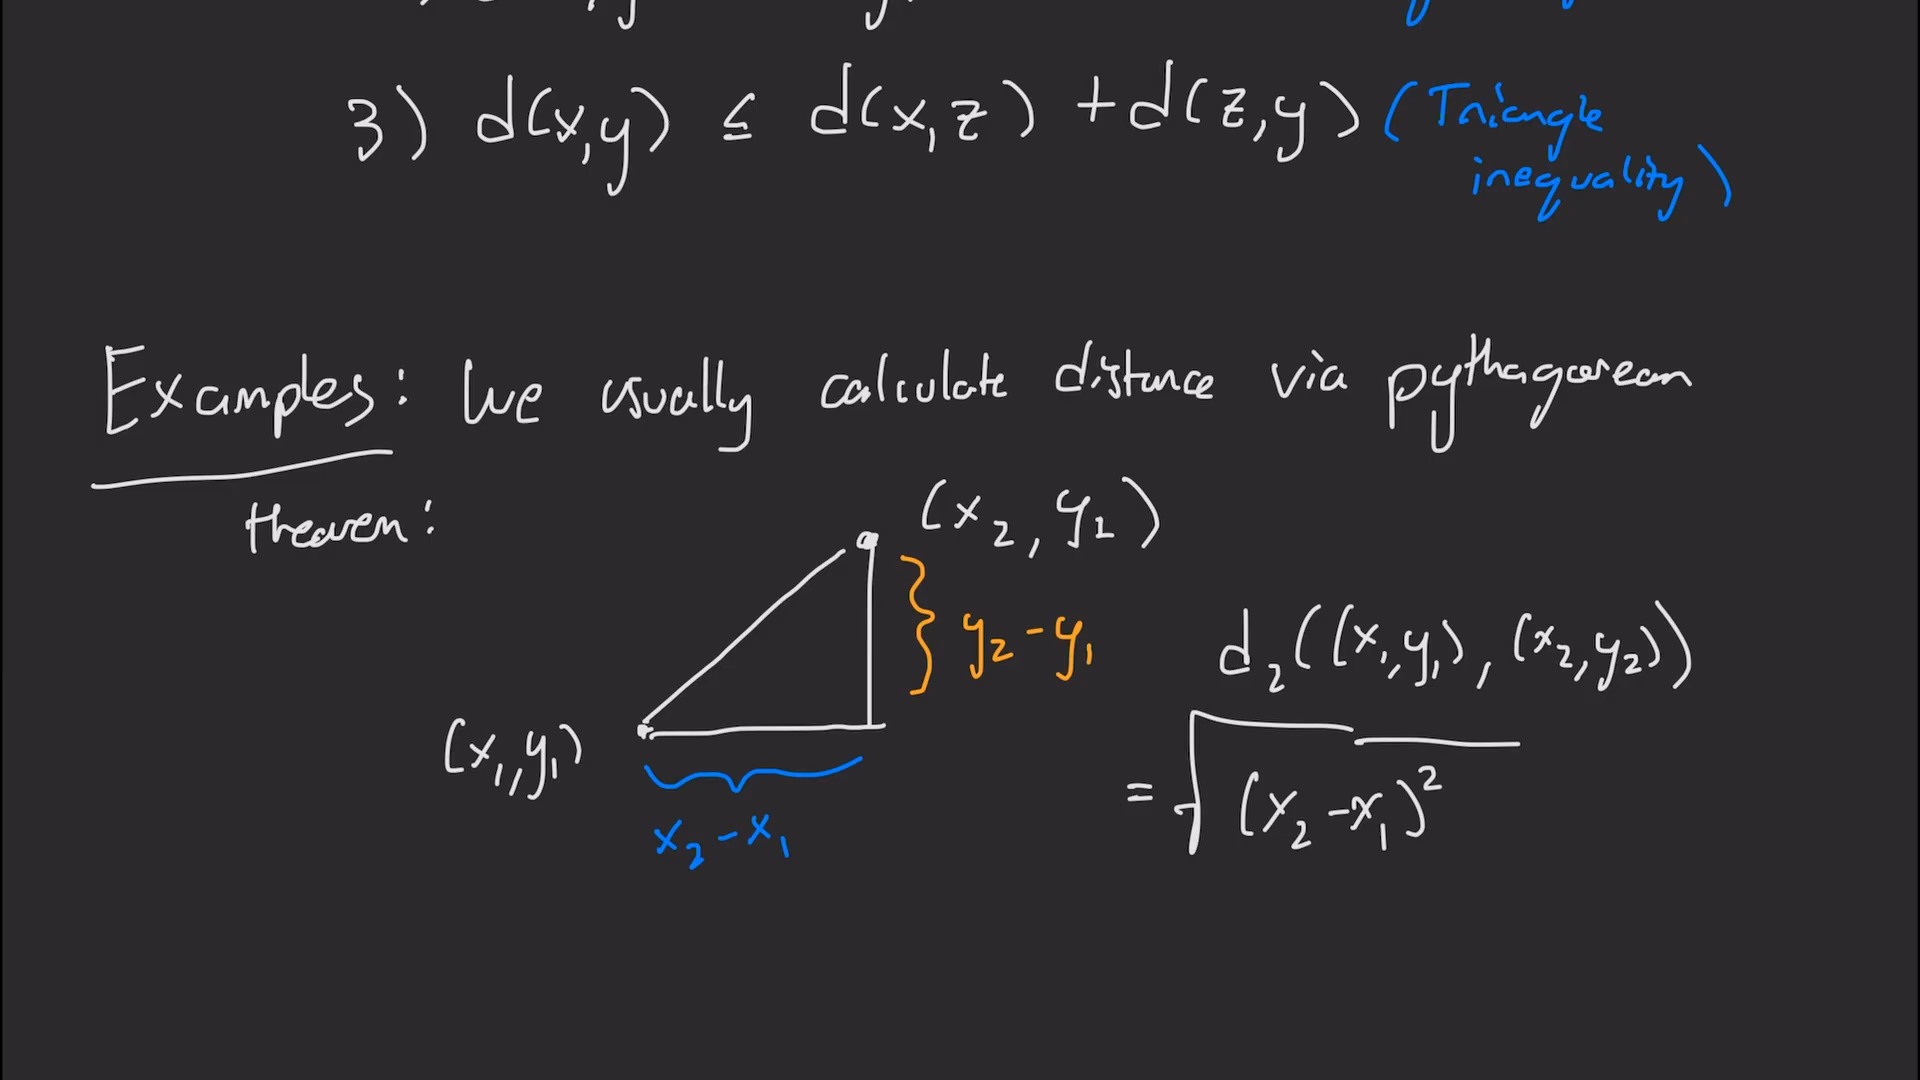 3) d(x,y) ≤ d(x,z) + d(z,y) (Triangle inequality)
Examples: We usually calculate distance via pythagorean
theorem:
(x₂, y₂)
y₂ - y₁
d₂((x₁,y₁), (x₂,y₂))
(x₁,y₁)
= √(x₂ - x₁)²
x₂ - x₁